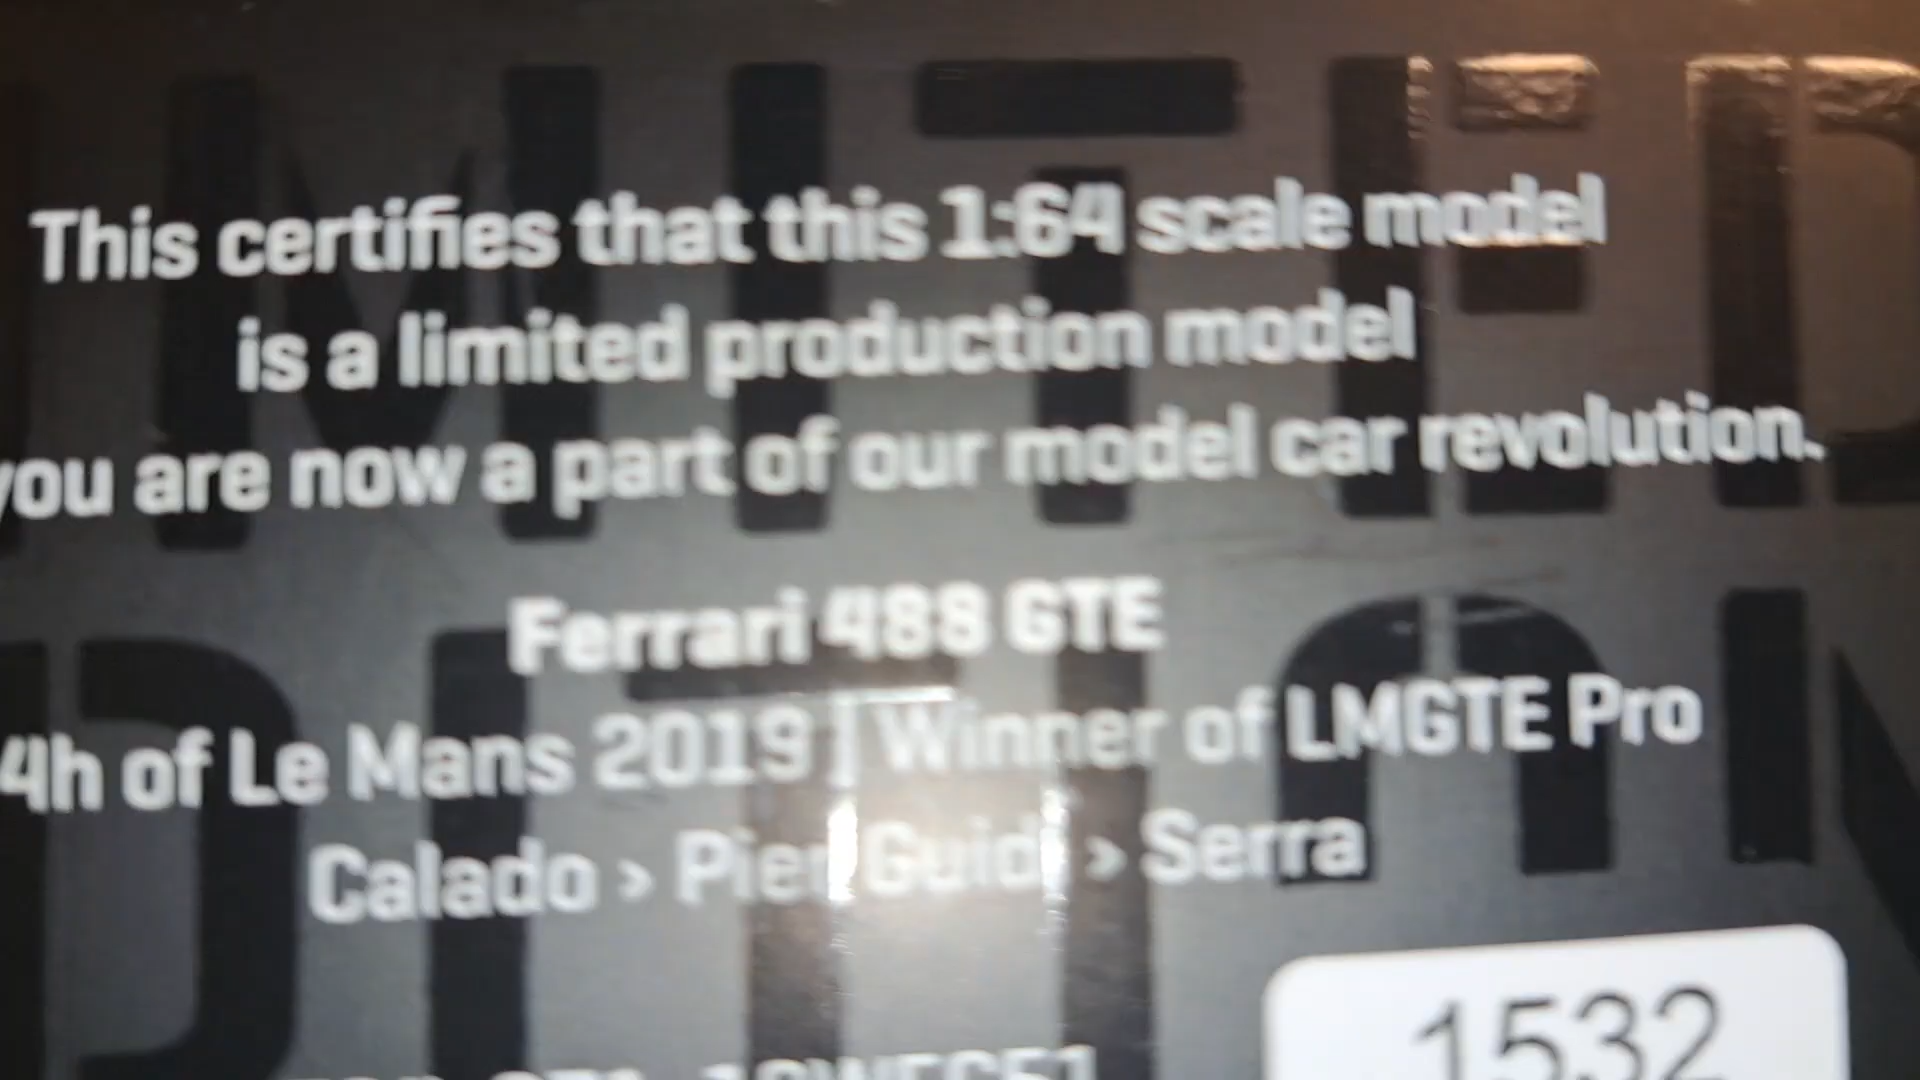 This certifies that this 1:64 scale model
is a limited production model
you are now a part of our model car revolution.
Ferrari 488 GTE
4h of Le Mans 2019 | Winner of LMGTE Pro
Calado > Pier Guidi > Serra
1532